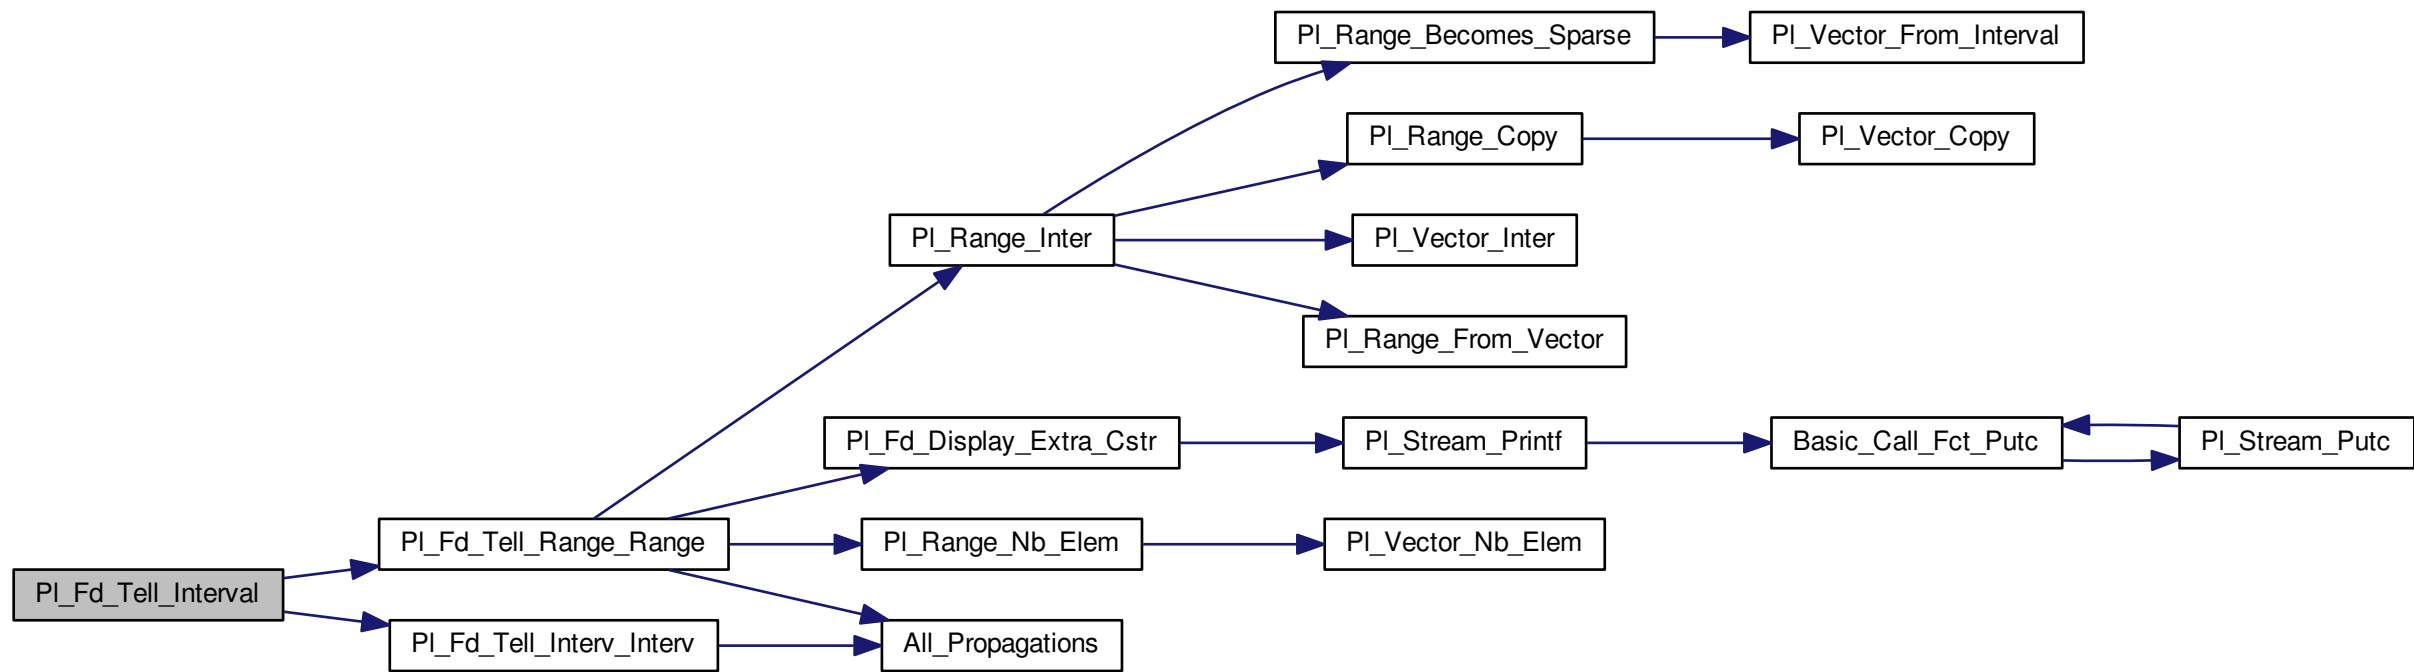 Pl_Range_Becomes_Sparse
Pl_Vector_From_Interval
Pl_Range_Copy
Pl_Vector_Copy
Pl_Range_Inter
Pl_Vector_Inter
Pl_Range_From_Vector
Pl_Fd_Display_Extra_Cstr
Pl_Stream_Printf
Basic_Call_Fct_Putc
Pl_Stream_Putc
Pl_Fd_Tell_Range_Range
Pl_Range_Nb_Elem
Pl_Vector_Nb_Elem
Pl_Fd_Tell_Interval
Pl_Fd_Tell_Interv_Interv
All_Propagations